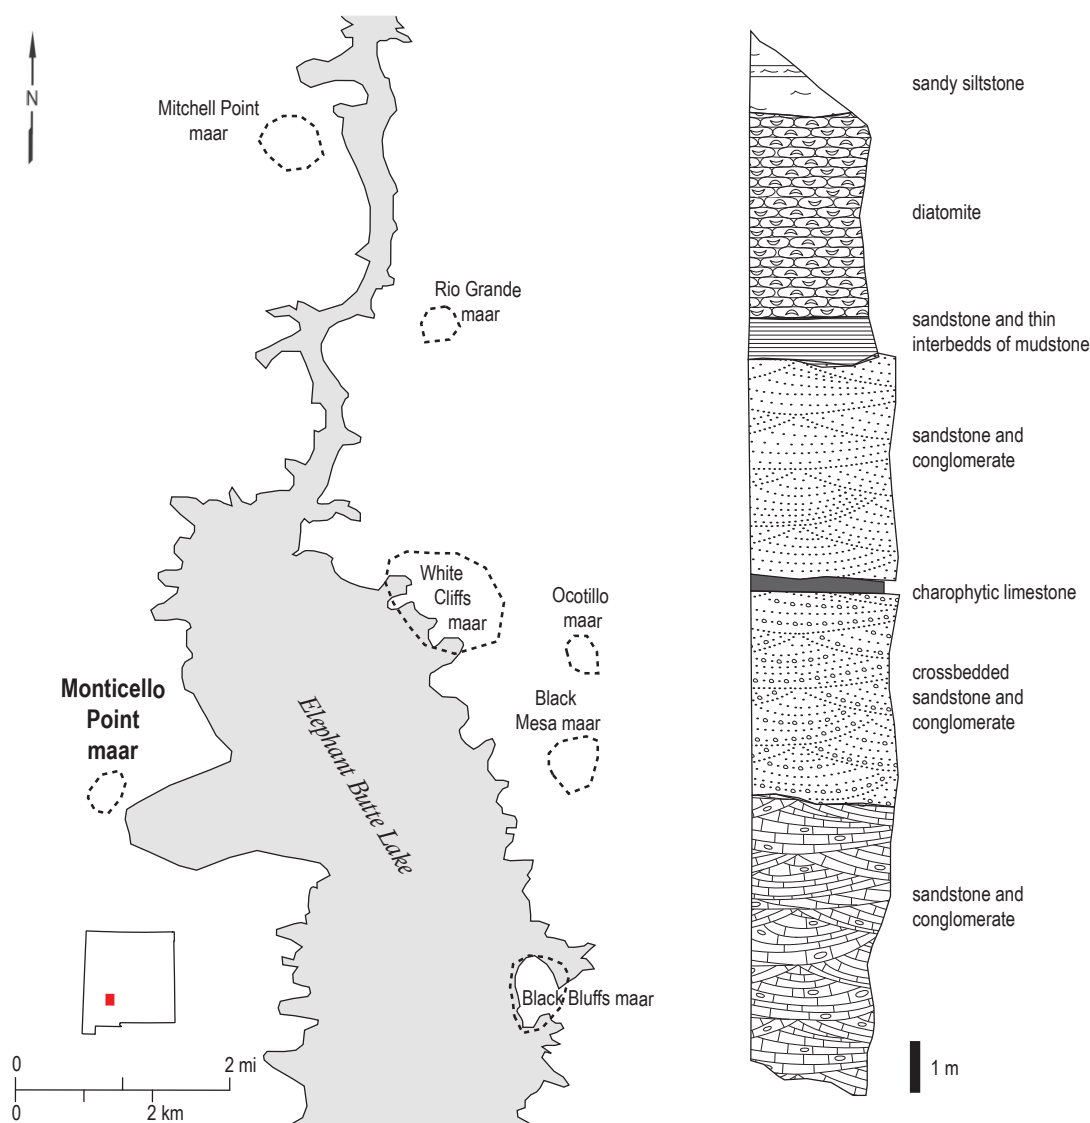 N
Mitchell Point
maar
Rio Grande
maar
White
Cliffs
maar
Ocotillo
maar
Black
Mesa maar
Monticello
Point
maar
Elephant Butte Lake
Black Bluffs maar
0
2 mi
0
2 km
sandy siltstone
diatomite
sandstone and thin
interbedds of mudstone
sandstone and
conglomerate
charophytic limestone
crossbedded
sandstone and
conglomerate
sandstone and
conglomerate
1 m